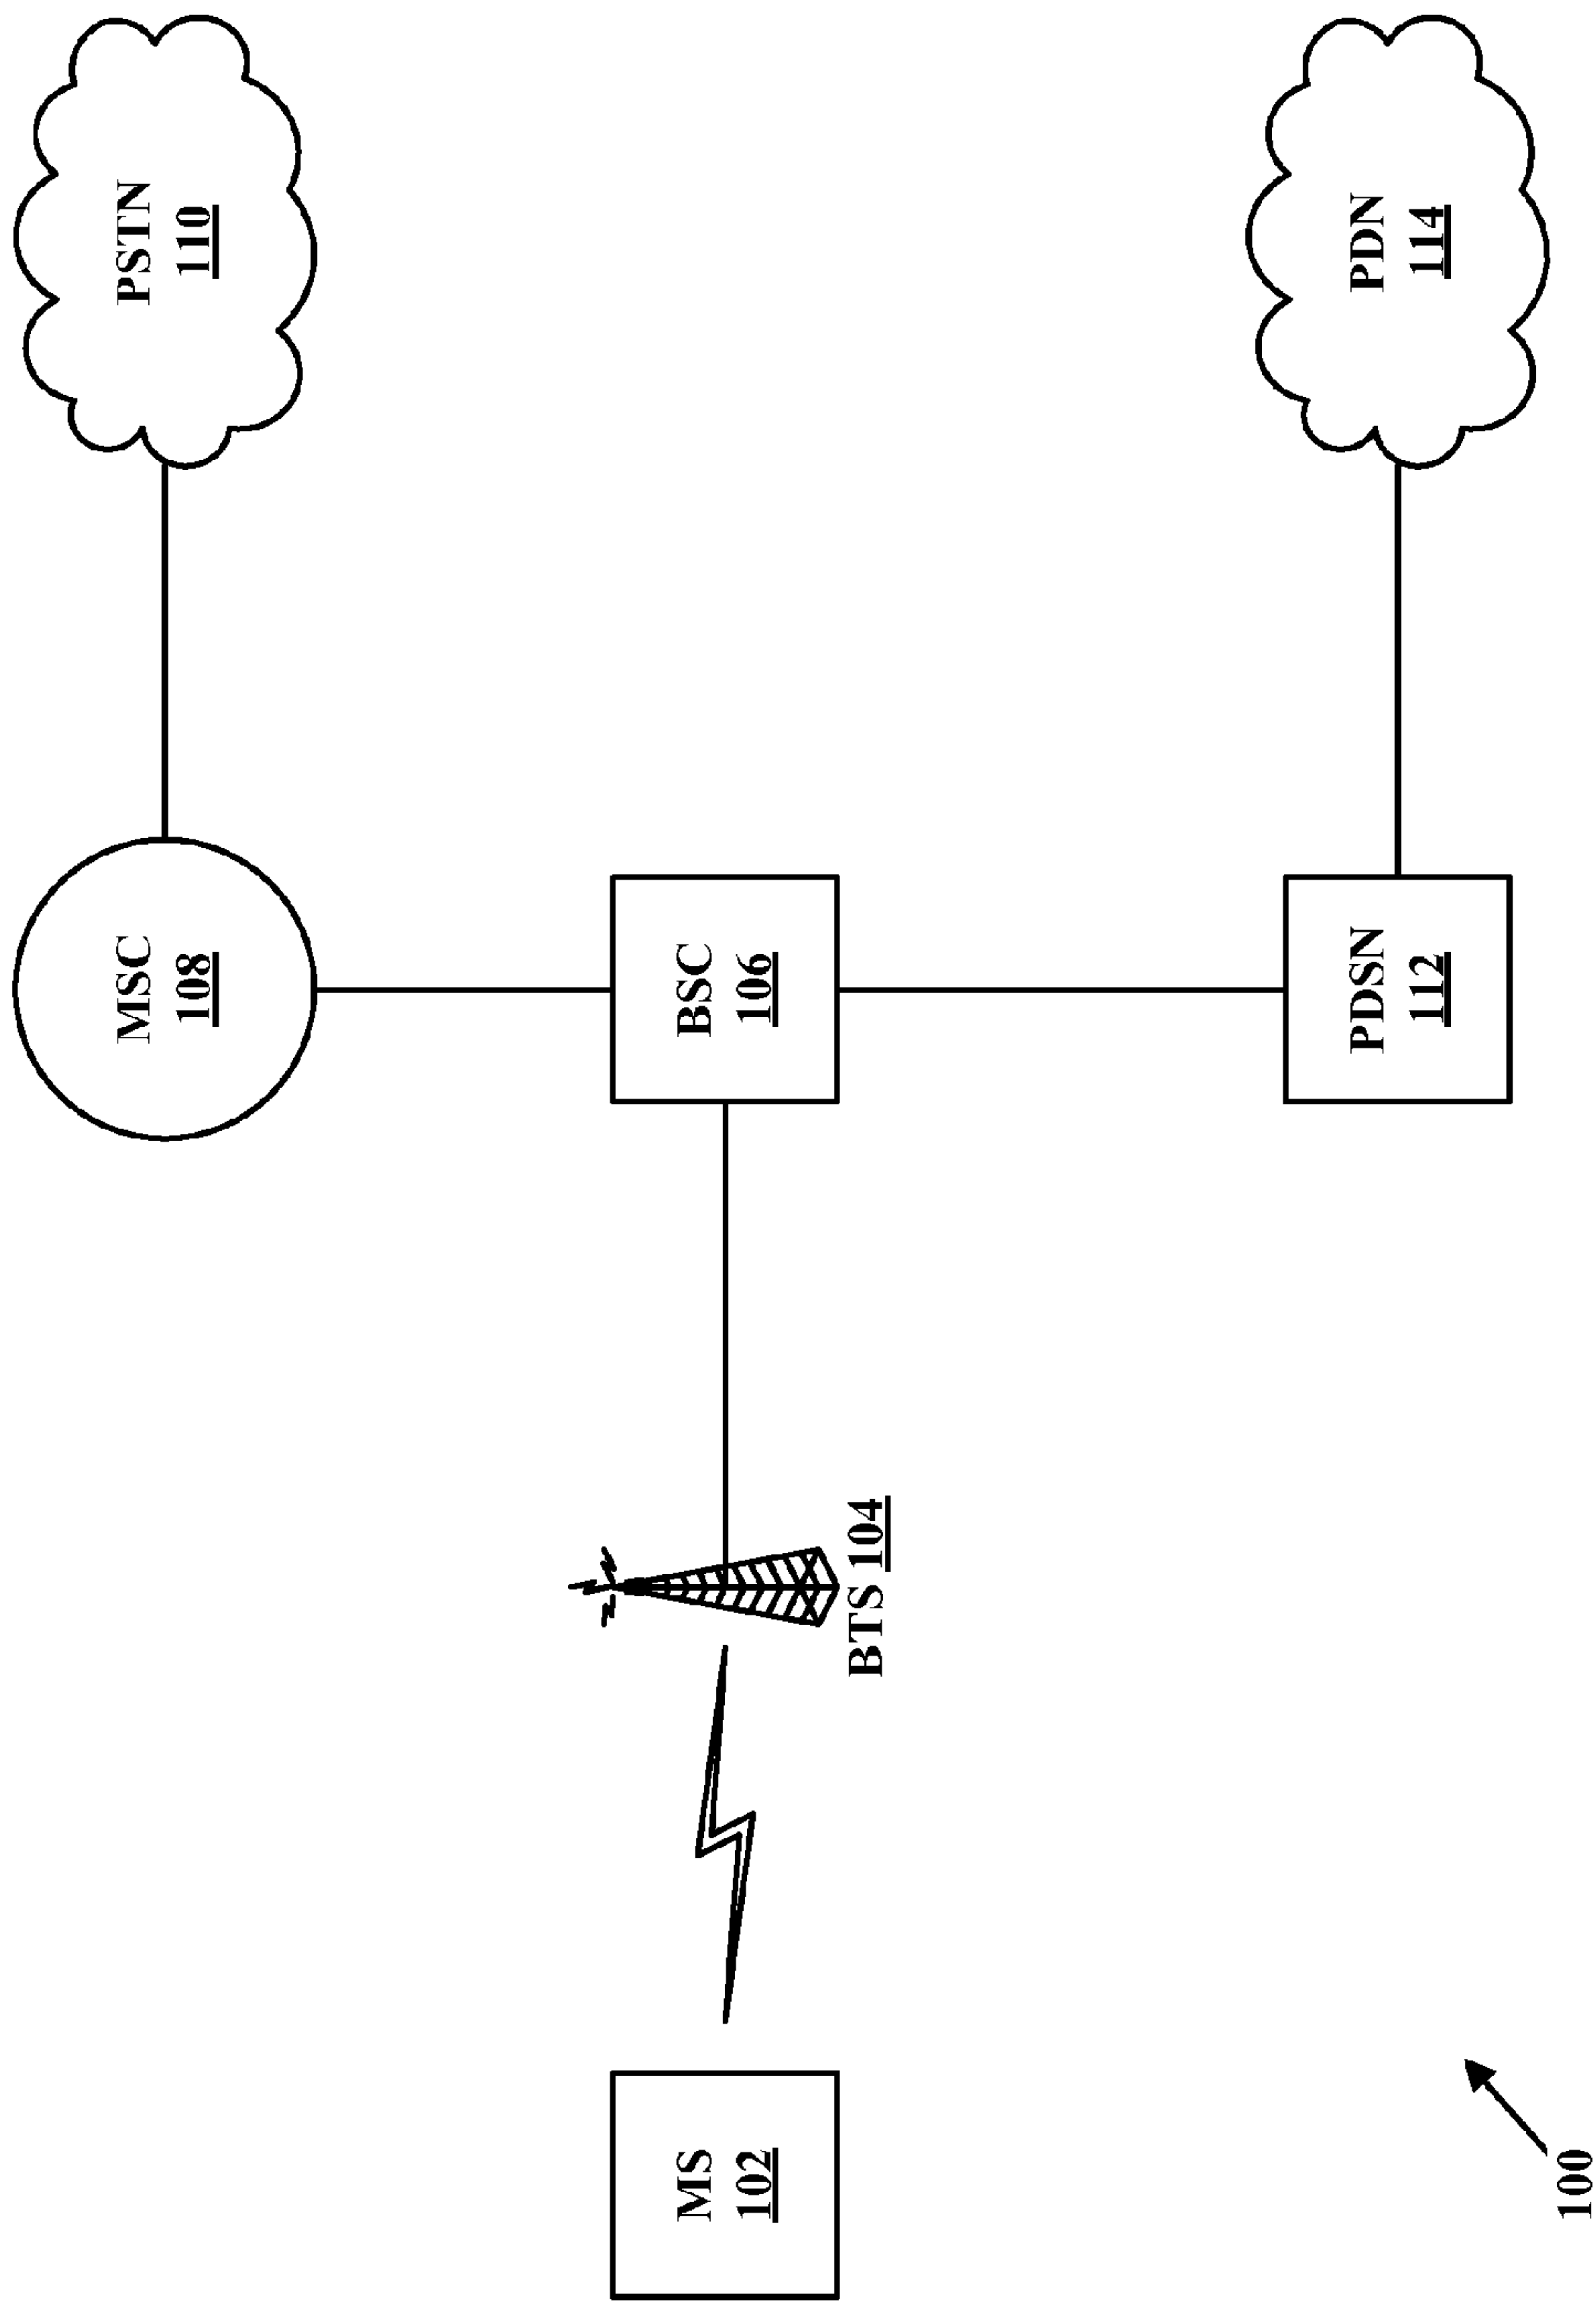 MSC
108
PSTN
110
MS
102
BTS 104
BSC
106
PDSN
112
PDN
114
100